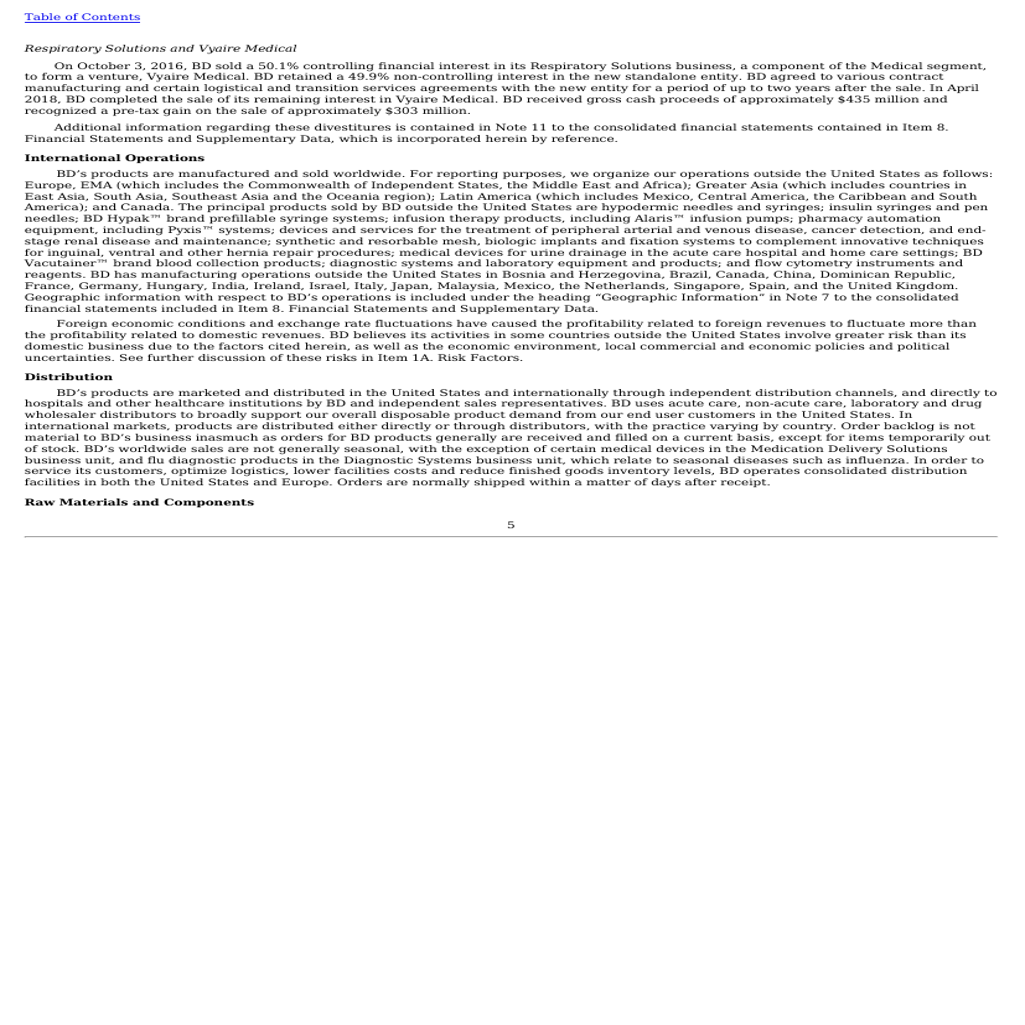 Table of Contents
Respiratory Solutions and Vyaire Medical
On October 3, 2016, BD sold a 50.1% controlling financial interest in its Respiratory Solutions business, a component of the Medical segment,
to form a venture, Vyaire Medical. BD retained a 49.9% non-controlling interest in the new standalone entity. BD agreed to various contract
manufacturing and certain logistical and transition services agreements with the new entity for a period of up to two years after the sale. In April
2018, BD completed the sale of its remaining interest in Vyaire Medical. BD received gross cash proceeds of approximately $435 million and
recognized a pre-tax gain on the sale of approximately $303 million.
Additional information regarding these divestitures is contained in Note 11 to the consolidated financial statements contained in Item 8.
Financial Statements and Supplementary Data, which is incorporated herein by reference.
International Operations
BD’s products are manufactured and sold worldwide. For reporting purposes, we organize our operations outside the United States as follows:
Europe, EMA (which includes the Commonwealth of Independent States, the Middle East and Africa); Greater Asia (which includes countries in
East Asia, South Asia, Southeast Asia and the Oceania region); Latin America (which includes Mexico, Central America, the Caribbean and South
America); and Canada. The principal products sold by BD outside the United States are hypodermic needles and syringes; insulin syringes and pen
needles; BD Hypak™ brand prefillable syringe systems; infusion therapy products, including Alaris™ infusion pumps; pharmacy automation
equipment, including Pyxis™ systems; devices and services for the treatment of peripheral arterial and venous disease, cancer detection, and end-
stage renal disease and maintenance; synthetic and resorbable mesh, biologic implants and fixation systems to complement innovative techniques
for inguinal, ventral and other hernia repair procedures; medical devices for urine drainage in the acute care hospital and home care settings; BD
Vacutainer™ brand blood collection products; diagnostic systems and laboratory equipment and products; and flow cytometry instruments and
reagents. BD has manufacturing operations outside the United States in Bosnia and Herzegovina, Brazil, Canada, China, Dominican Republic,
France, Germany, Hungary, India, Ireland, Israel, Italy, Japan, Malaysia, Mexico, the Netherlands, Singapore, Spain, and the United Kingdom.
Geographic information with respect to BD’s operations is included under the heading “Geographic Information” in Note 7 to the consolidated
financial statements included in Item 8. Financial Statements and Supplementary Data.
Foreign economic conditions and exchange rate fluctuations have caused the profitability related to foreign revenues to fluctuate more than
the profitability related to domestic revenues. BD believes its activities in some countries outside the United States involve greater risk than its
domestic business due to the factors cited herein, as well as the economic environment, local commercial and economic policies and political
uncertainties. See further discussion of these risks in Item 1A. Risk Factors.
Distribution
BD’s products are marketed and distributed in the United States and internationally through independent distribution channels, and directly to
hospitals and other healthcare institutions by BD and independent sales representatives. BD uses acute care, non-acute care, laboratory and drug
wholesaler distributors to broadly support our overall disposable product demand from our end user customers in the United States. In
international markets, products are distributed either directly or through distributors, with the practice varying by country. Order backlog is not
material to BD’s business inasmuch as orders for BD products generally are received and filled on a current basis, except for items temporarily out
of stock. BD’s worldwide sales are not generally seasonal, with the exception of certain medical devices in the Medication Delivery Solutions
business unit, and flu diagnostic products in the Diagnostic Systems business unit, which relate to seasonal diseases such as influenza. In order to
service its customers, optimize logistics, lower facilities costs and reduce finished goods inventory levels, BD operates consolidated distribution
facilities in both the United States and Europe. Orders are normally shipped within a matter of days after receipt.
Raw Materials and Components
5